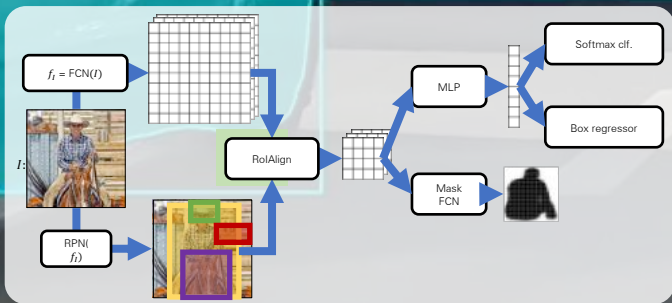 f_I = FCN(I)
I:
RPN(
f_I)
RoIAlign
MLP
Mask
FCN
Softmax clf.
Box regressor